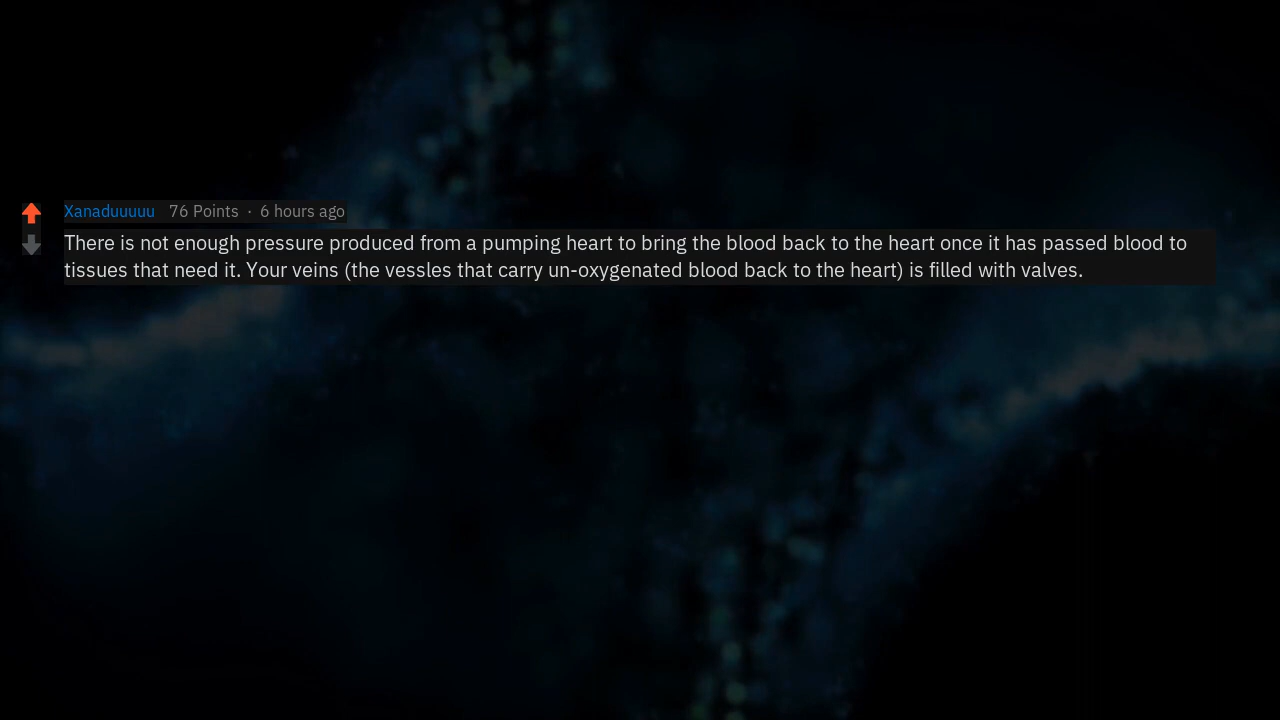 Xanaduuuuu 76 Points · 6 hours ago
There is not enough pressure produced from a pumping heart to bring the blood back to the heart once it has passed blood to
tissues that need it. Your veins (the vessles that carry un-oxygenated blood back to the heart) is filled with valves.